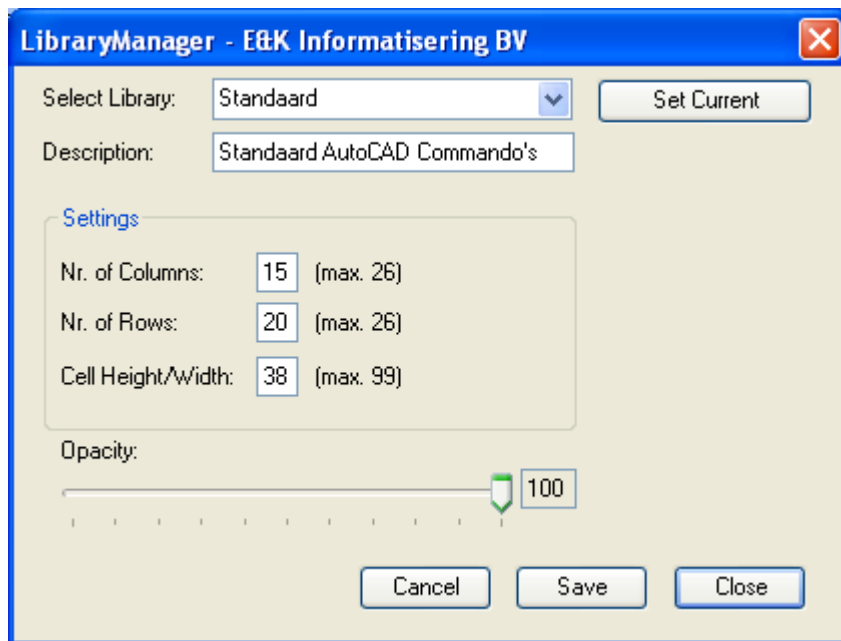 LibraryManager - E&K Informatisering BV
Select Library: Standaard Set Current
Description: Standaard AutoCAD Commando's
Settings
Nr. of Columns: 15 (max. 26)
Nr. of Rows: 20 (max. 26)
Cell Height/Width: 38 (max. 99)
Opacity:
100
Cancel Save Close